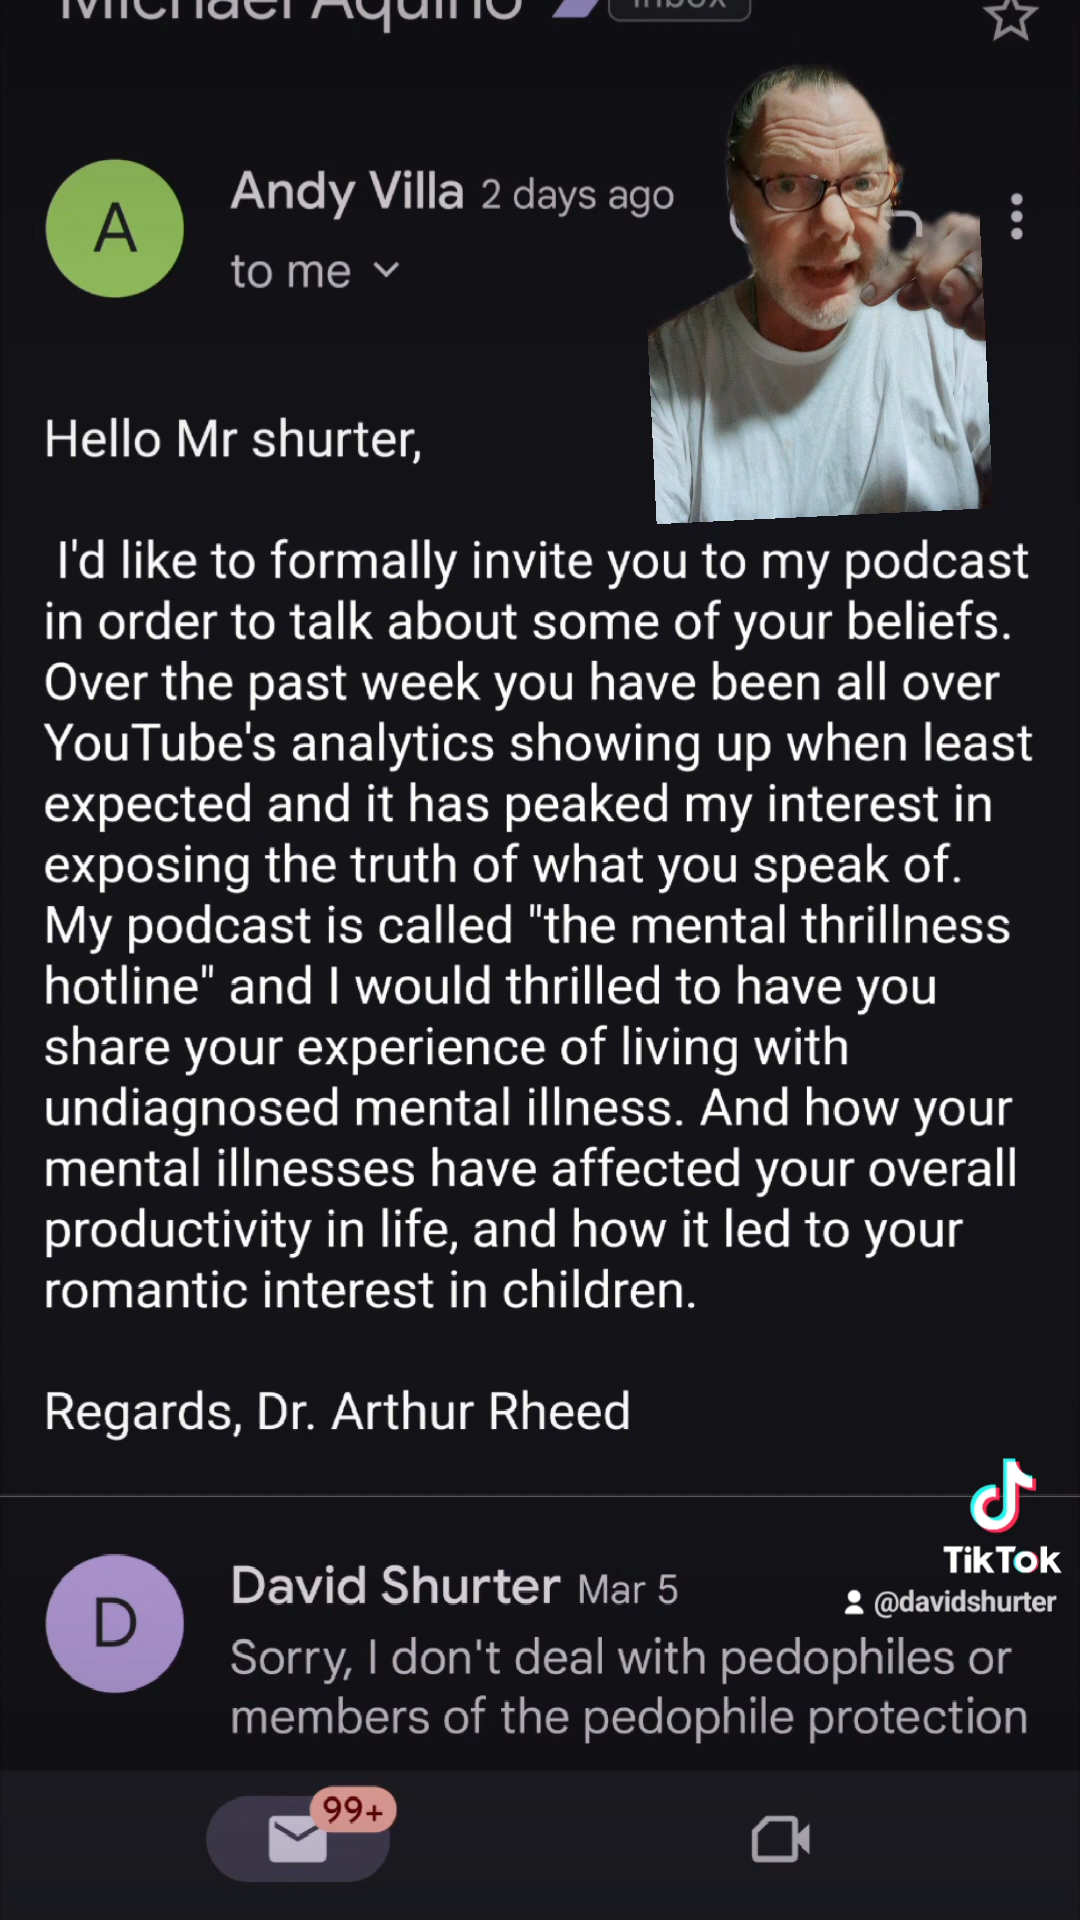 Michael Aquino Inbox
Andy Villa 2 days ago
to me
A
Hello Mr shurter,
I'd like to formally invite you to my podcast
in order to talk about some of your beliefs.
Over the past week you have been all over
YouTube's analytics showing up when least
expected and it has peaked my interest in
exposing the truth of what you speak of.
My podcast is called "the mental thrillness
hotline" and I would thrilled to have you
share your experience of living with
undiagnosed mental illness. And how your
mental illnesses have affected your overall
productivity in life, and how it led to your
romantic interest in children.
Regards, Dr. Arthur Rheed
TikTok
@davidshurter
David Shurter Mar 5
D
Sorry, I don't deal with pedophiles or
members of the pedophile protection
99+